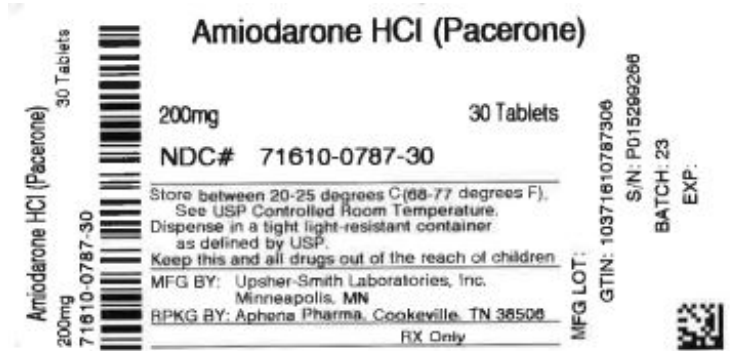 Amiodarone HCl (Pacerone)
200mg 30 Tablets
NDC# 71610-0787-30
Store between 20-25 degrees C(68-77 degrees F).
See USP Controlled Room Temperature.
Dispense in a tight light-resistant container
as defined by USP.
Keep this and all drugs out of the reach of children
MFG BY: Upsher-Smith Laboratories, Inc.
Minneapolis, MN
RPKG BY: Aphena Pharma, Cookeville, TN 38506
RX Only
Amiodarone HCl (Pacerone)
200mg 30 Tablets
71610-0787-30
MFG LOT:
GTIN: 10371610787306
S/N: P015299266
BATCH: 23
EXP: